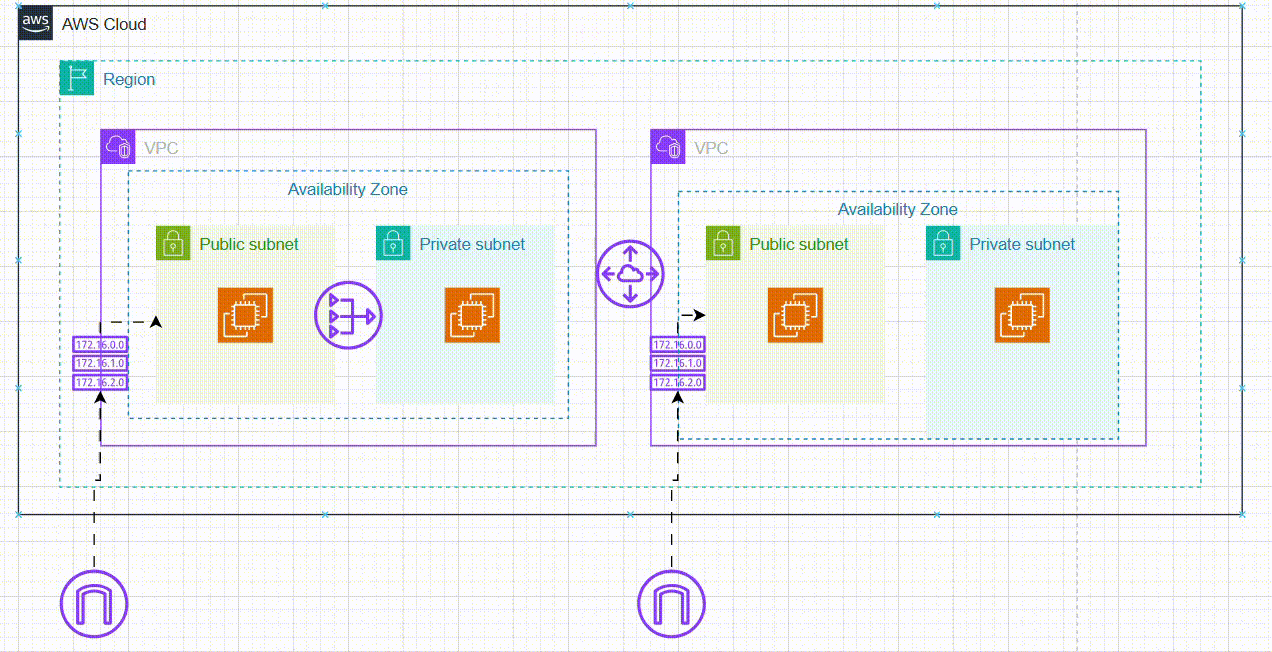 aws
AWS Cloud
Region
VPC
VPC
Availability Zone
Availability Zone
Public subnet
Private subnet
Public subnet
Private subnet
172.16.0.0
172.16.1.0
172.16.2.0
172.16.0.0
172.16.1.0
172.16.2.0